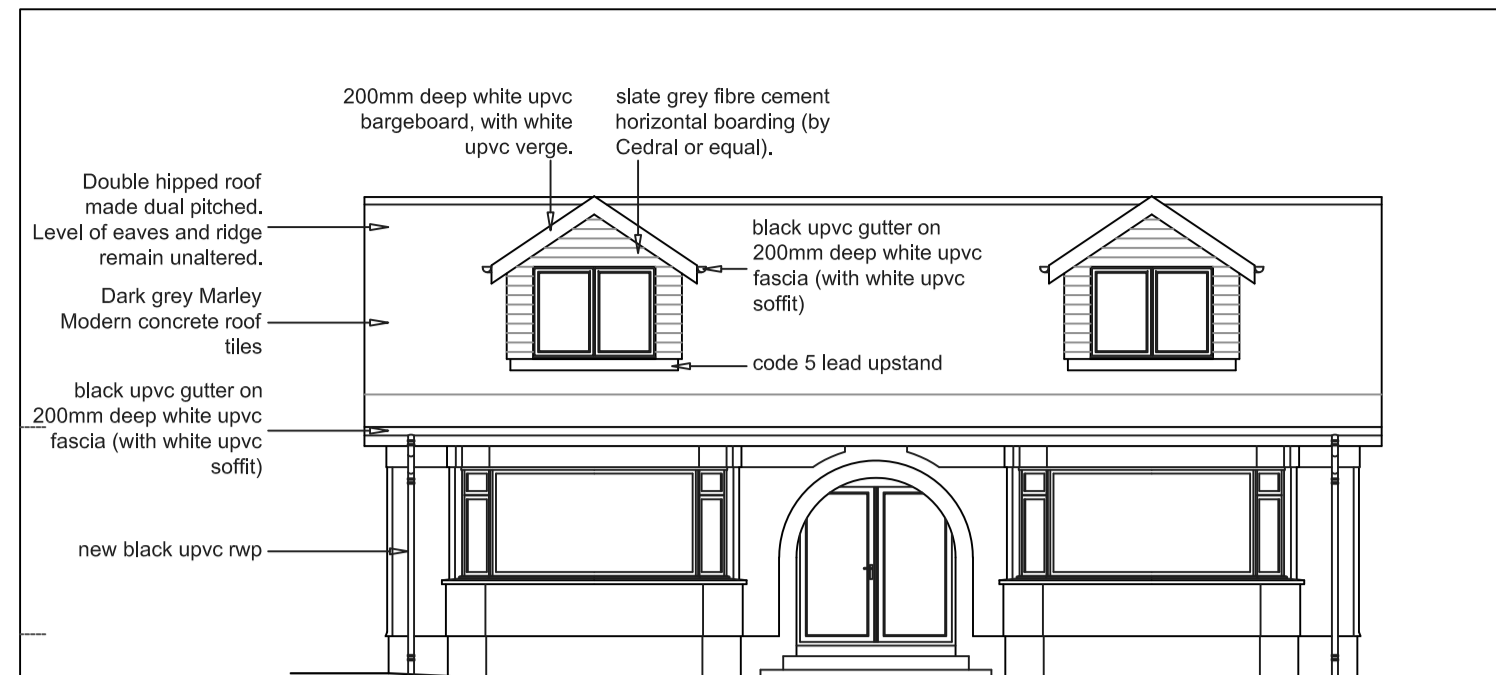 200mm deep white upvc
bargeboard, with white
upvc verge.
slate grey fibre cement
horizontal boarding (by
Cedral or equal).
Double hipped roof
made dual pitched.
Level of eaves and ridge
remain unaltered.
black upvc gutter on
200mm deep white upvc
fascia (with white upvc
soffit)
Dark grey Marley
Modern concrete roof
tiles
code 5 lead upstand
black upvc gutter on
200mm deep white upvc
fascia (with white upvc
soffit)
new black upvc rwp